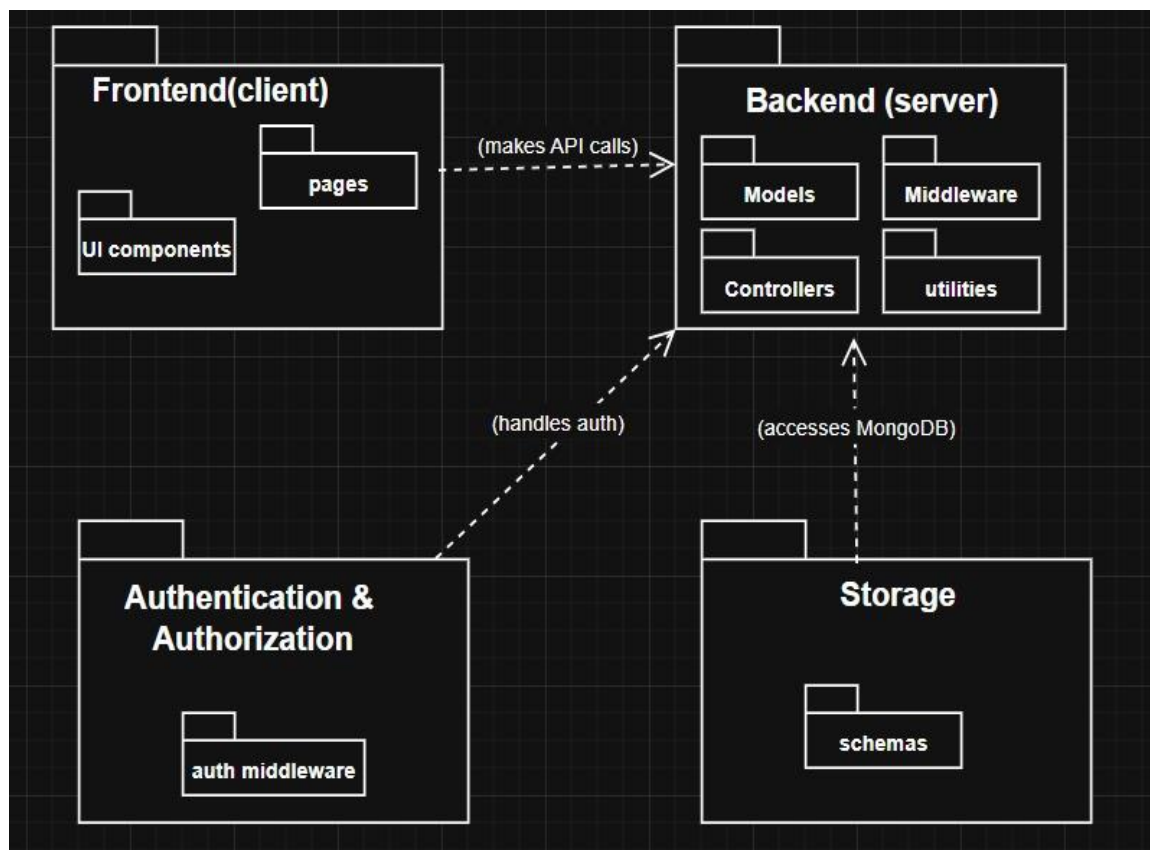 Frontend(client)
pages
UI components
(makes API calls)
Backend (server)
Models
Middleware
Controllers
utilities
(handles auth)
(accesses MongoDB)
Authentication &
Authorization
auth middleware
Storage
schemas